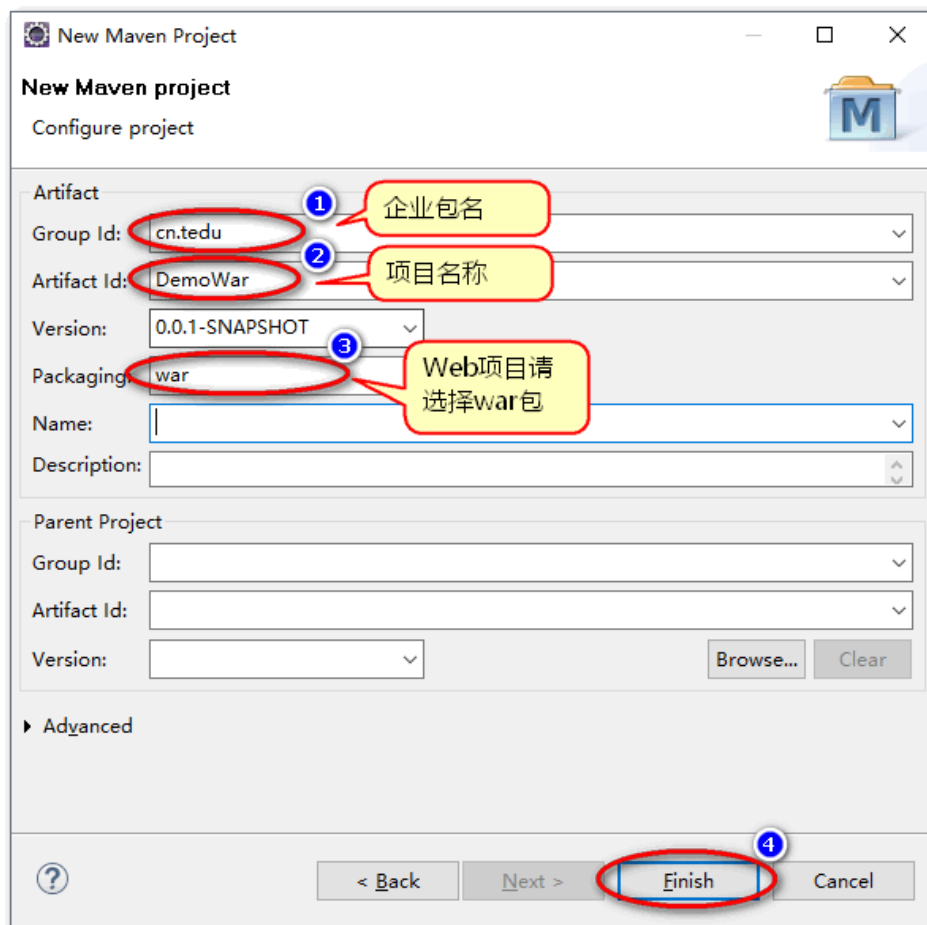 New Maven Project
New Maven project
Configure project
M
Artifact
1
企业包名
Group Id:
cn.tedu
2
项目名称
Artifact Id:
DemoWar
Version:
0.0.1-SNAPSHOT
3
Web项目请
选择war包
Packaging:
war
Name:
Description:
Parent Project
Group Id:
Artifact Id:
Version:
Browse...
Clear
Advanced
4
?
< Back
Next >
Finish
Cancel